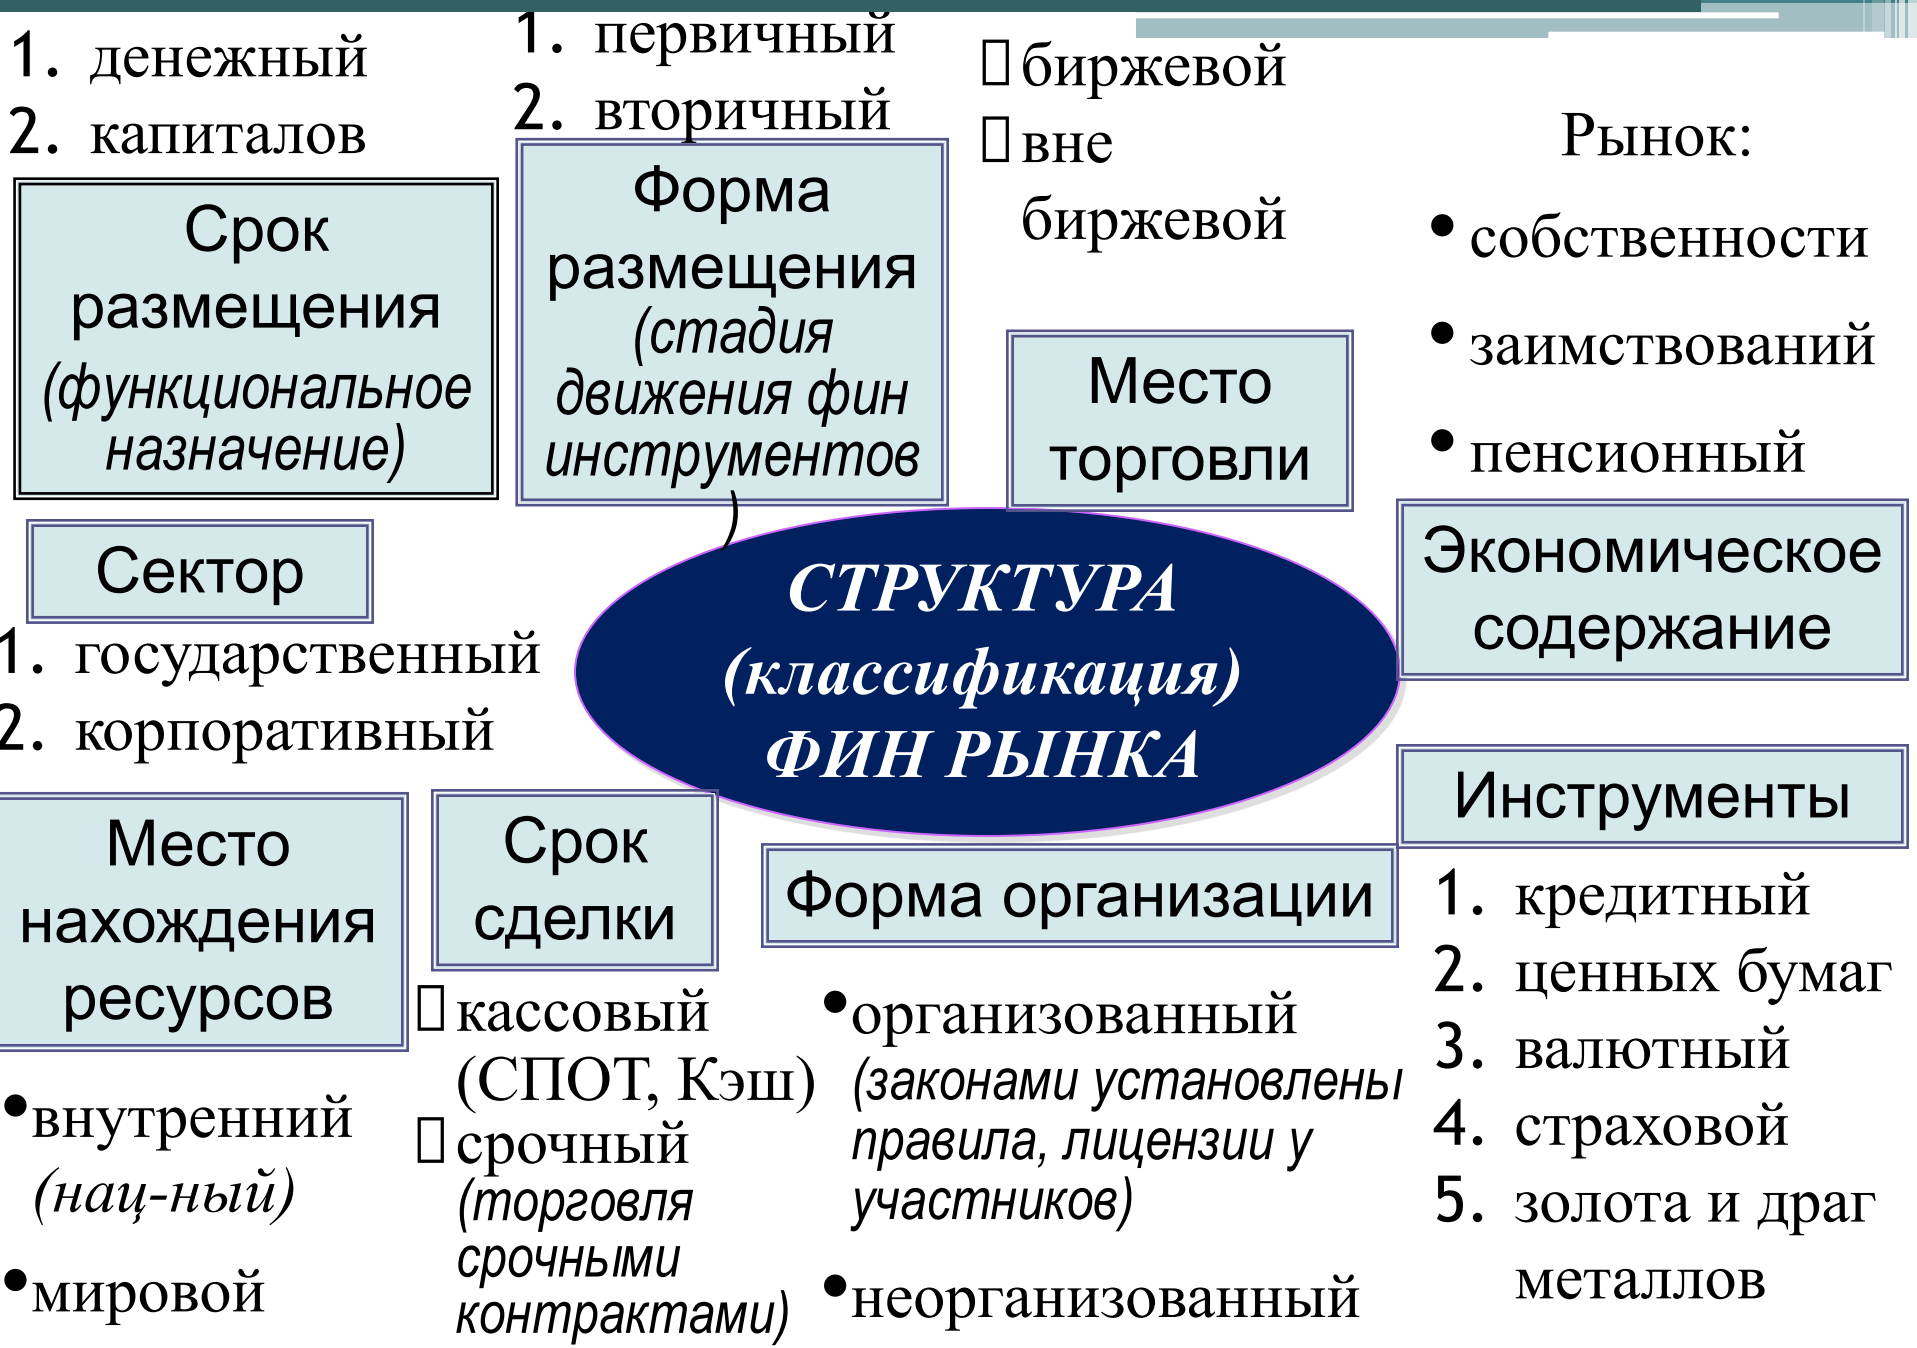 1. денежный
2. капиталов
Срок
размещения
(функциональное
назначение)
1. первичный
2. вторичный
Форма
размещения
(стадия
движения фин
инструментов
)
биржевой
вне
биржевой
Место
торговли
Рынок:
• собственности
• заимствований
• пенсионный
Экономическое
содержание
Сектор
1. государственный
2. корпоративный
СТРУКТУРА
(классификация)
ФИН РЫНКА
Инструменты
1. кредитный
2. ценных бумаг
3. валютный
4. страховой
5. золота и драг
металлов
Место
нахождения
ресурсов
•внутренний
(нац-ный)
•мировой
Срок
сделки
кассовый
(СПОТ, Кэш)
срочный
(торговля
срочными
контрактами)
Форма организации
•организованный
(законами установлены
правила, лицензии у
участников)
•неорганизованный